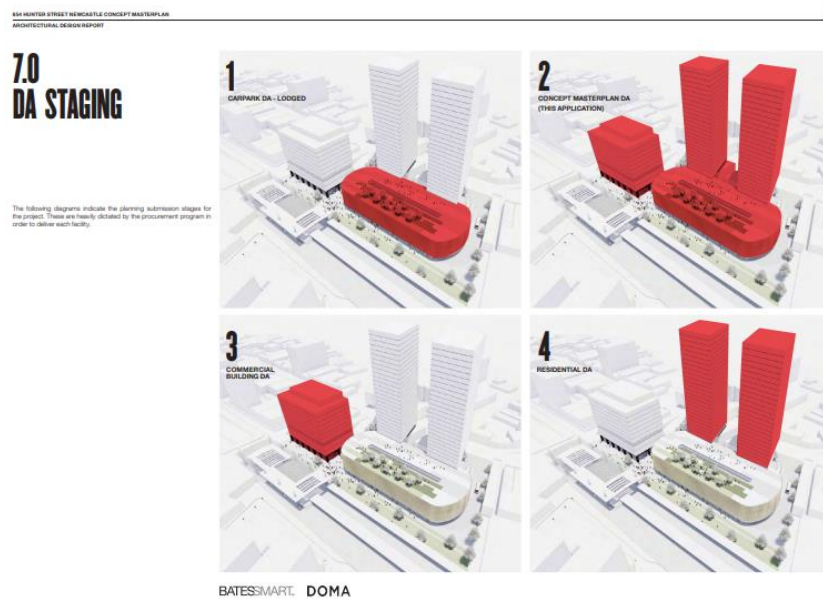 854 HUNTER STREET NEWCASTLE CONCEPT MASTERPLAN
ARCHITECTURAL DESIGN REPORT
7.0
DA STAGING
The following diagrams indicate the planning submission stages for
the project. These are heavily dictated by the procurement program in
order to deliver each facility.
1
CARPARK DA - LODGED
2
CONCEPT MASTERPLAN DA
(THIS APPLICATION)
3
COMMERCIAL
BUILDING DA
4
RESIDENTIAL DA
BATESSMART. DOMA